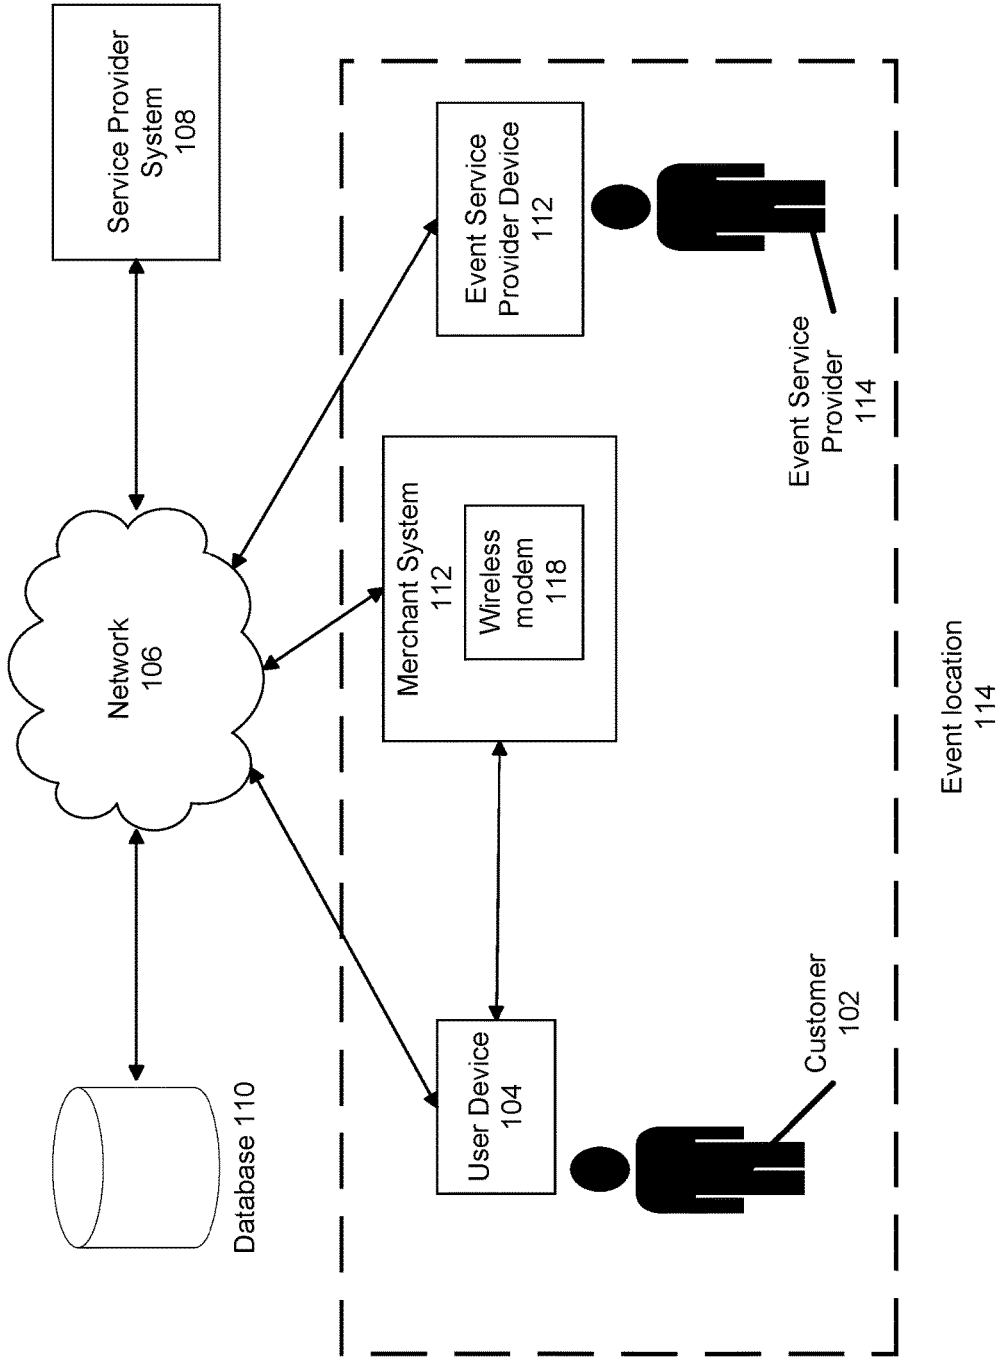 Service Provider
System
108
Network
106
Database 110
Event Service
Provider Device
112
Merchant System
112
Wireless
modem
118
User Device
104
Event Service
Provider
114
Customer
102
Event location
114